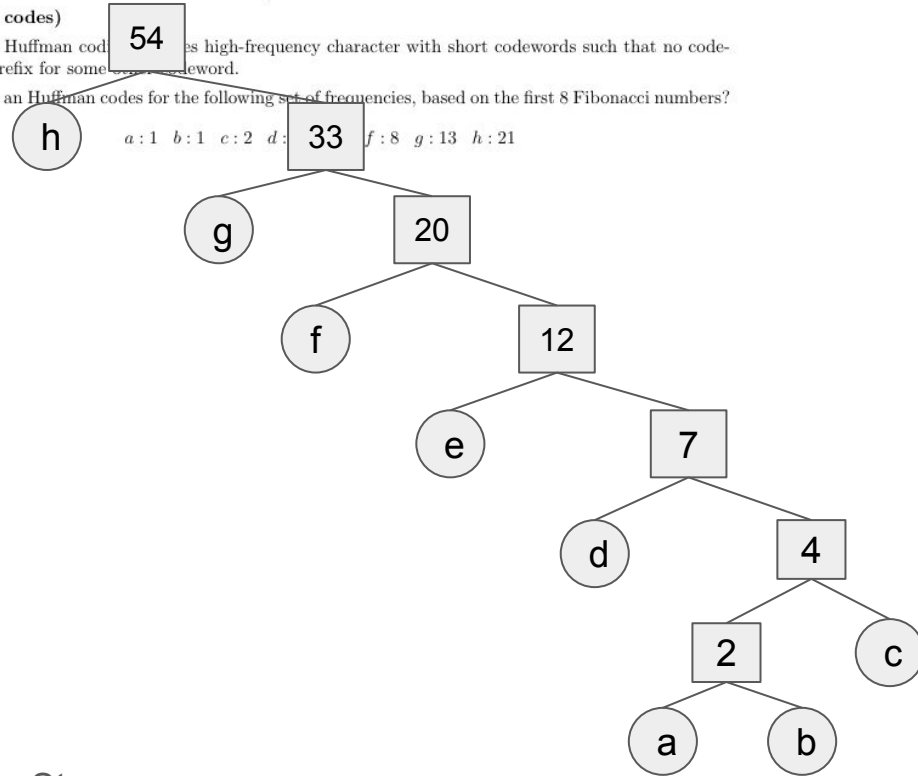 codes)
54
Huffman codi es high-frequency character with short codewords such that no code-
refix for some codeword.
an Huffman codes for the following set of frequencies, based on the first 8 Fibonacci numbers?
h
a : 1 b : 1 c : 2 d : 33 f : 8 g : 13 h : 21
g
20
f
12
e
7
d
4
2
c
a
b